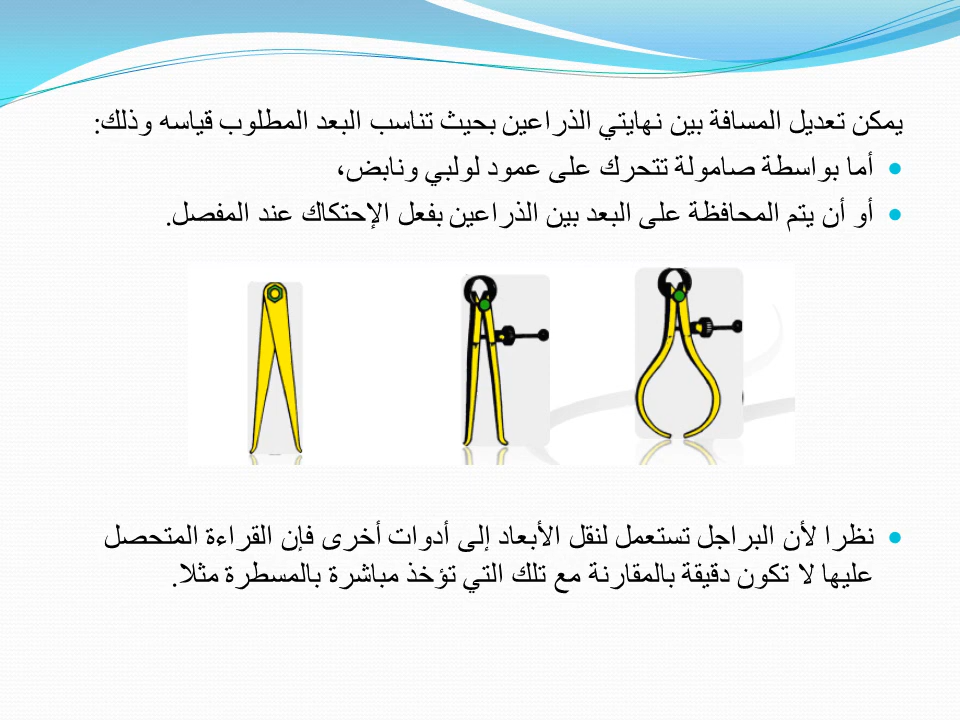 يمكن تعديل المسافة بين نهايتي الذراعين بحيث تناسب البعد المطلوب قياسه وذلك:
• أما بواسطة صامولة تتحرك على عمود لولبي ونابض،
• أو أن يتم المحافظة على البعد بين الذراعين بفعل الإحتكاك عند المفصل.
• نظرا لأن البراجل تستعمل لنقل الأبعاد إلى أدوات أخرى فإن القراءة المتحصل
عليها لا تكون دقيقة بالمقارنة مع تلك التي تؤخذ مباشرة بالمسطرة مثلا.